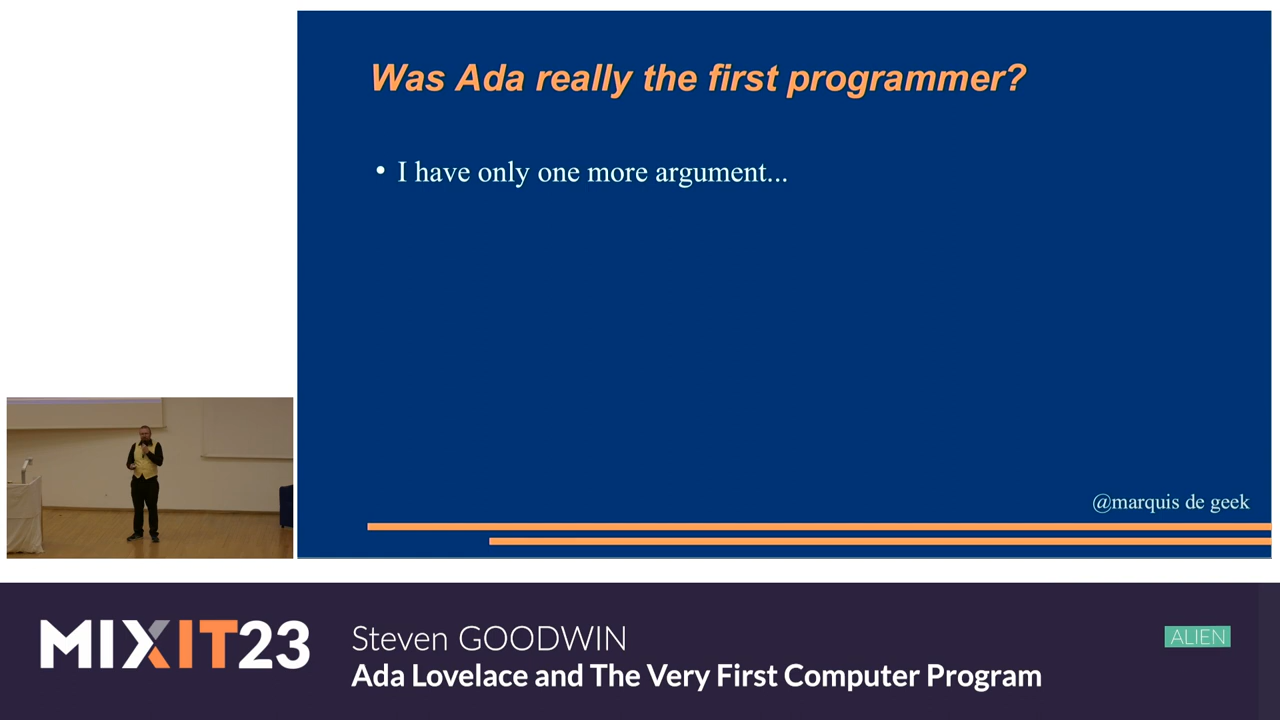 Was Ada really the first programmer?
• I have only one more argument...
@marquis de geek
MIXIT23
Steven GOODWIN
ALIEN
Ada Lovelace and The Very First Computer Program